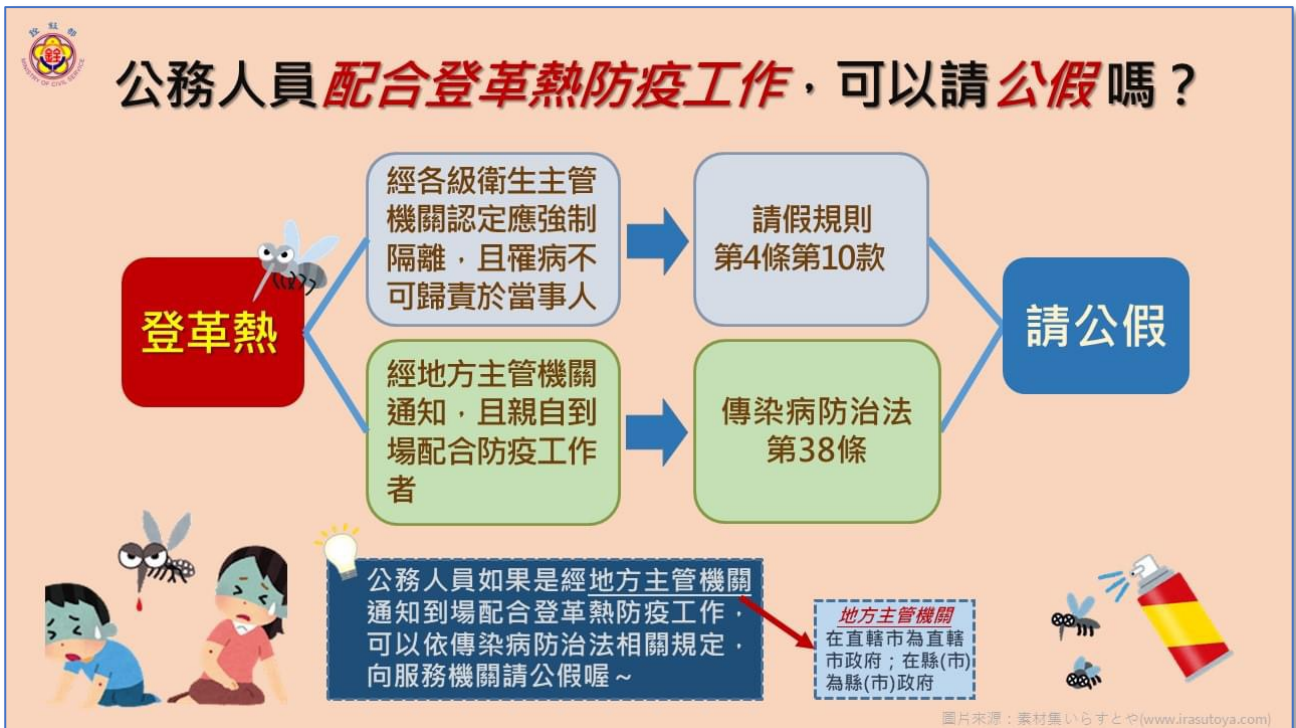 銓敘部
MINISTRY OF CIVIL SERVICE
銓
公務人員配合登革熱防疫工作，可以請公假嗎？
登革熱
經各級衛生主管
機關認定應強制
隔離，且罹病不
可歸責於當事人
請假規則
第4條第10款
經地方主管機關
通知，且親自到
場配合防疫工作
者
傳染病防治法
第38條
請公假
公務人員如果是經地方主管機關
通知到場配合登革熱防疫工作，
可以依傳染病防治法相關規定，
向服務機關請公假喔～
地方主管機關
在直轄市為直轄
市政府；在縣(市)
為縣(市)政府
圖片來源：素材集いらすとや(www.irasutoya.com)